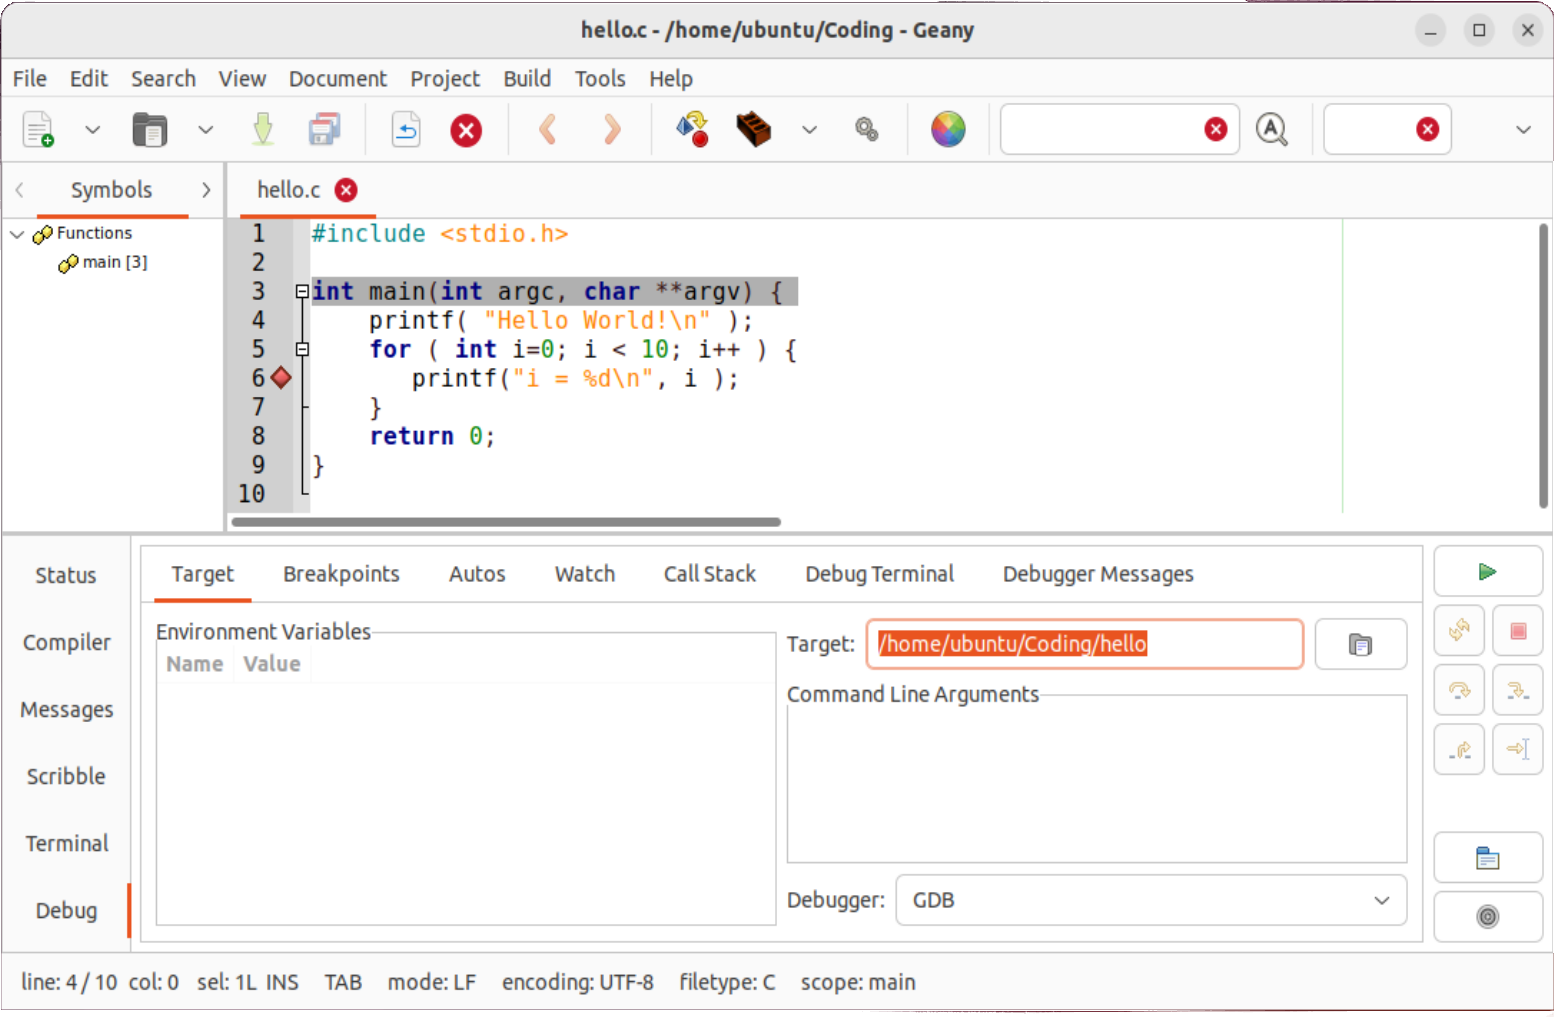 hello.c - /home/ubuntu/Coding - Geany
File Edit Search View Document Project Build Tools Help
Symbols
hello.c
Functions
main [3]
1 #include <stdio.h>
2
3 int main(int argc, char **argv) {
4 printf( "Hello World!\n" );
5 for ( int i=0; i < 10; i++ ) {
6 printf("i = %d\n", i );
7 }
8 return 0;
9 }
10
Status
Compiler
Messages
Scribble
Terminal
Debug
Target Breakpoints Autos Watch Call Stack Debug Terminal Debugger Messages
Environment Variables
Name Value
Target: /home/ubuntu/Coding/hello
Command Line Arguments
Debugger: GDB
line: 4 / 10 col: 0 sel: 1L INS TAB mode: LF encoding: UTF-8 filetype: C scope: main